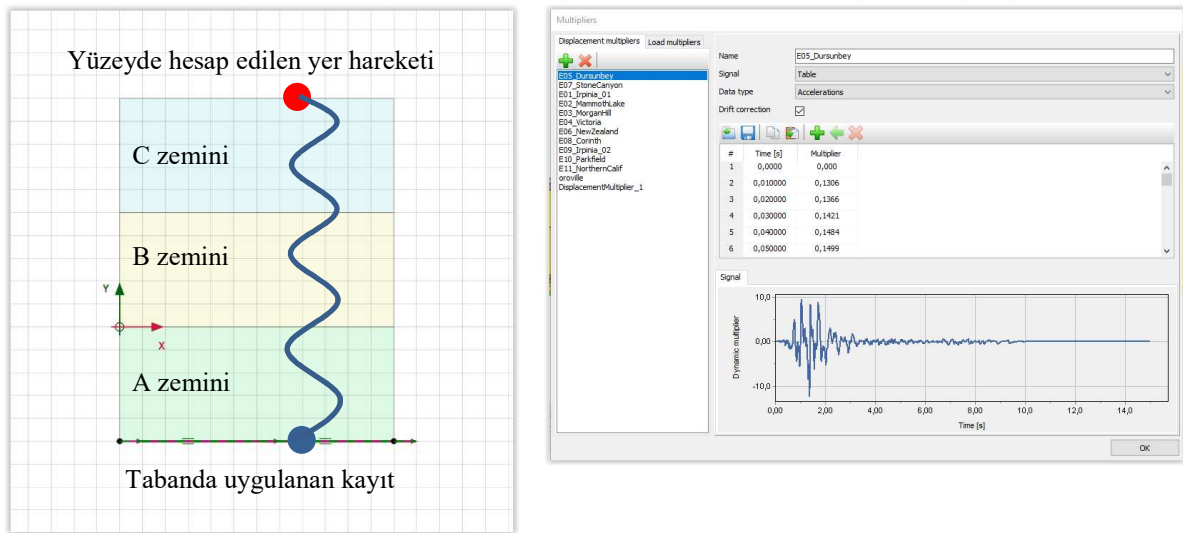 Yüzeyde hesap edilen yer hareketi
C zemini
B zemini
Y
X
A zemini
Tabanda uygulanan kayıt
Multipliers
Displacement multipliers Load multipliers
E05_Dursunbey
E07_StoneCanyon
E01_Irpinia_01
E02_MammothLake
E03_MorganHill
E04_Victoria
E06_NewZealand
E08_Corinth
E09_Irpinia_02
E10_Parkfield
E11_NorthernCalif
oroville
DisplacementMultiplier_1
Name E05_Dursunbey
Signal Table
Data type Accelerations
Drift correction
# Time [s] Multiplier
1 0,0000 0,000
2 0,010000 0,1306
3 0,020000 0,1366
4 0,030000 0,1421
5 0,040000 0,1484
6 0,050000 0,1499
Signal
Dynamic multiplier
10,0
0,00
-10,0
0,00 2,00 4,00 6,00 8,00 10,0 12,0 14,0
Time [s]
OK